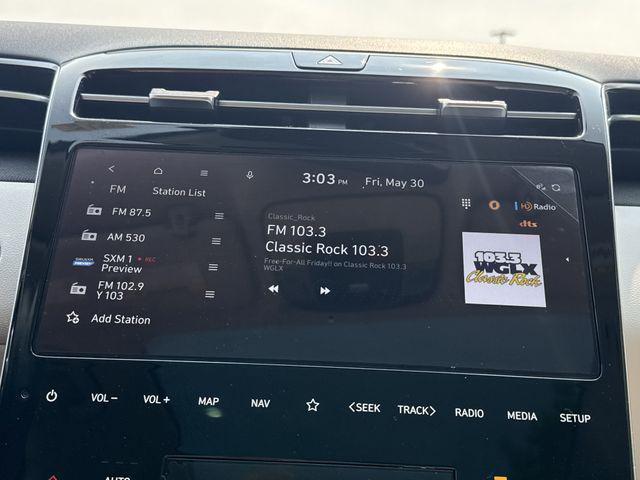 3:03 PM Fri, May 30
FM Station List
FM 87.5
AM 530
SXM 1 REC
Preview
FM 102.9
Y 103
Add Station
Classic_Rock
FM 103.3
Classic Rock 103.3
Free-For-All Friday!! on Classic Rock 103.3
WGLX
HD Radio
dts
103.3
WGLX
Classic Rock
VOL- VOL+ MAP NAV <SEEK TRACK> RADIO MEDIA SETUP
AUTO